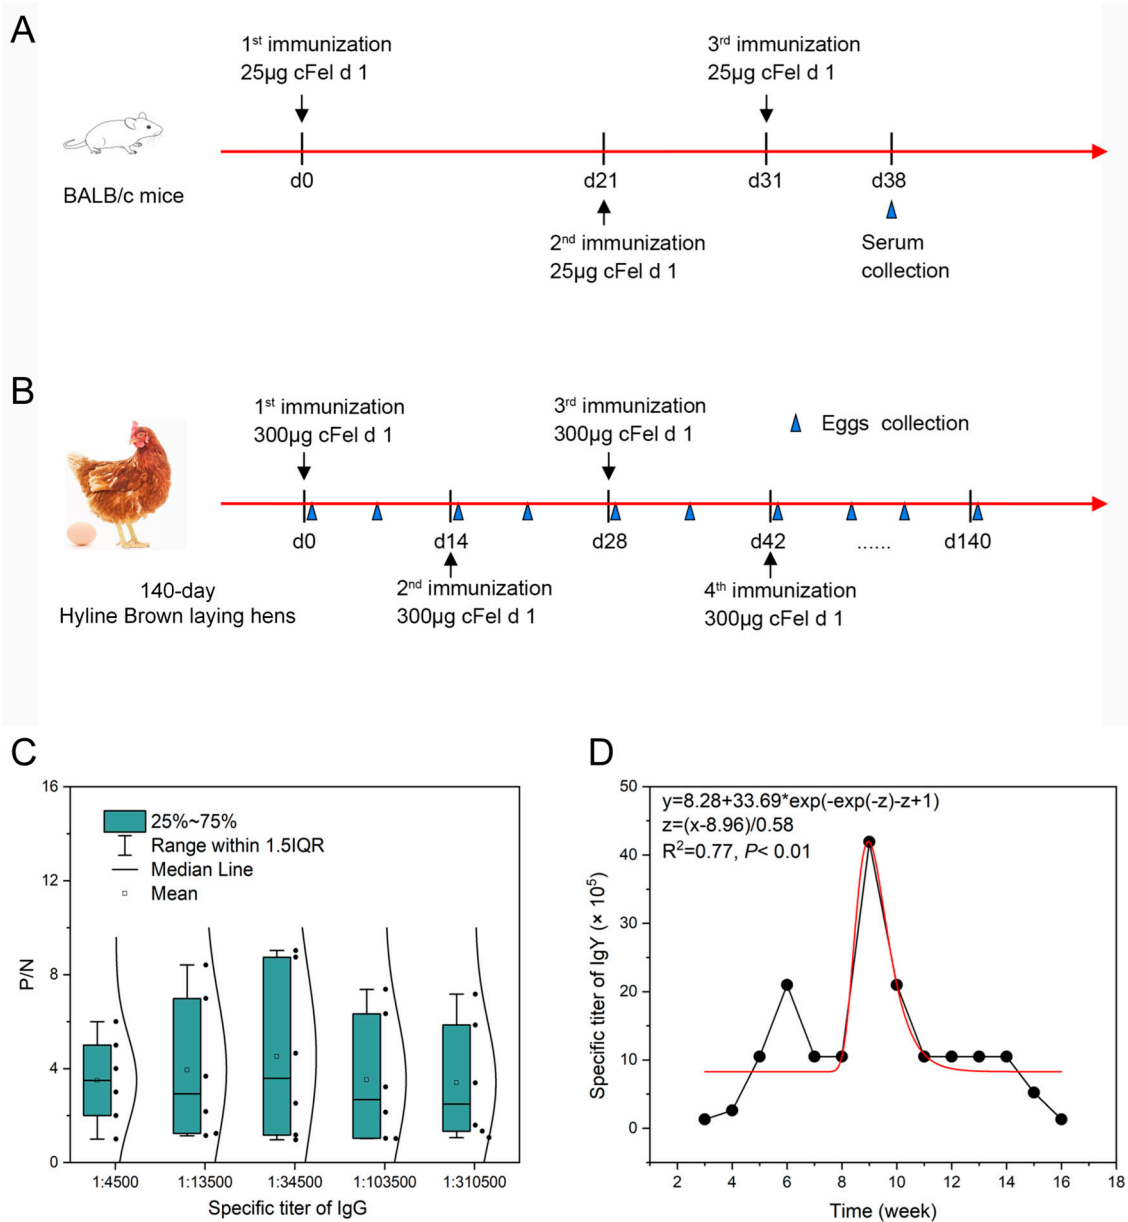 A
1st immunization
25µg cFel d 1
3rd immunization
25µg cFel d 1
d0
d21
d31
d38
BALB/c mice
2nd immunization
25µg cFel d 1
Serum
collection
B
1st immunization
300µg cFel d 1
3rd immunization
300µg cFel d 1
Eggs collection
d0
d14
d28
d42
......
d140
140-day
Hyline Brown laying hens
2nd immunization
300µg cFel d 1
4th immunization
300µg cFel d 1
C
16
12
8
4
0
P/N
25%~75%
Range within 1.5IQR
Median Line
Mean
1:4500
1:13500
1:34500
1:103500
1:310500
Specific titer of IgG
D
50
40
30
20
10
0
Specific titer of IgY (× 10⁵)
y=8.28+33.69*exp(-exp(-z)-z+1)
z=(x-8.96)/0.58
R²=0.77, P< 0.01
2
4
6
8
10
12
14
16
18
Time (week)